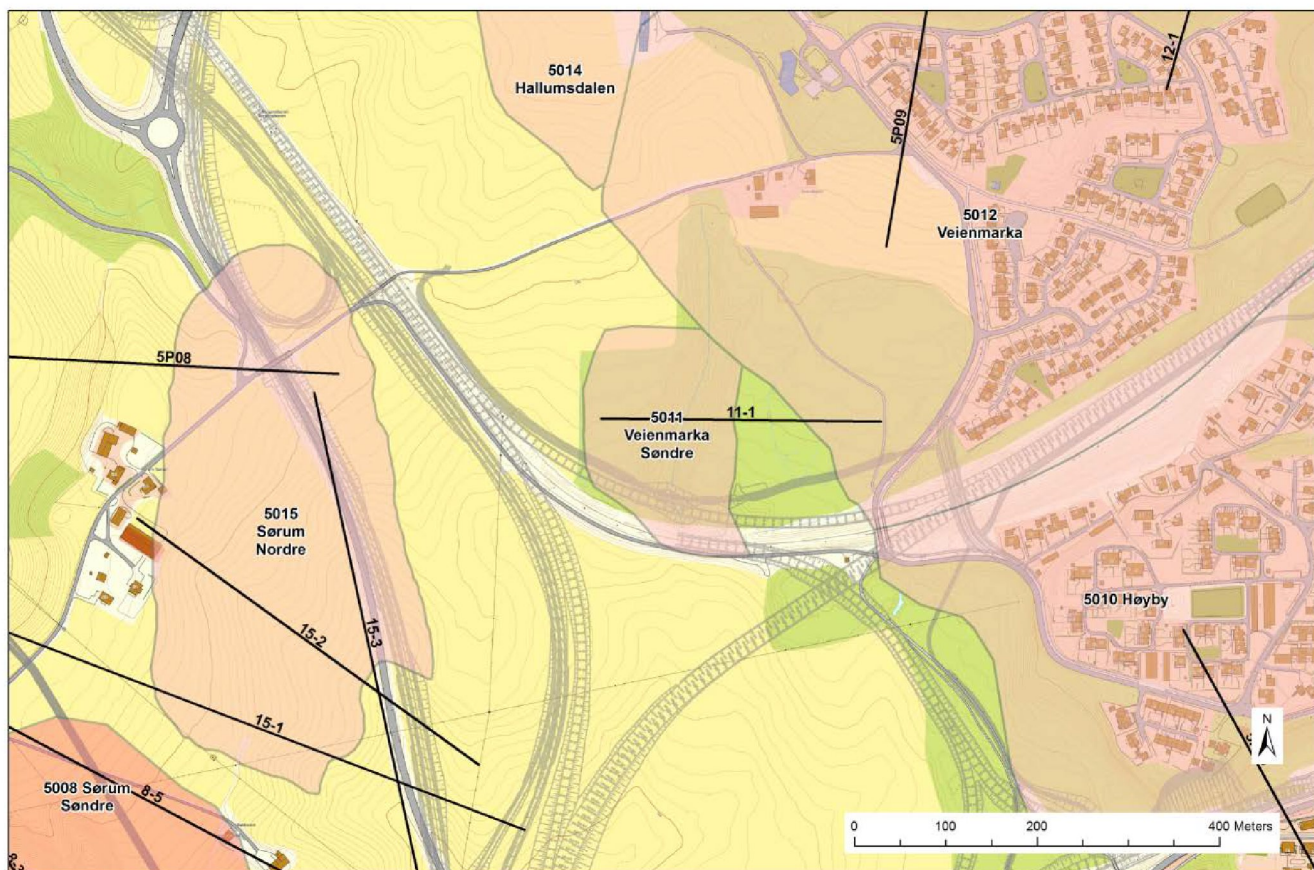 5014
Hallumsdalen
12-1
5P09
5012
Veienmarka
5P08
5011
Veienmarka
Søndre
11-1
5015
Sørum
Nordre
15-2
15-3
5010 Høyby
15-1
N
5008 Sørum
Søndre
8-5
0 100 200 400 Meters